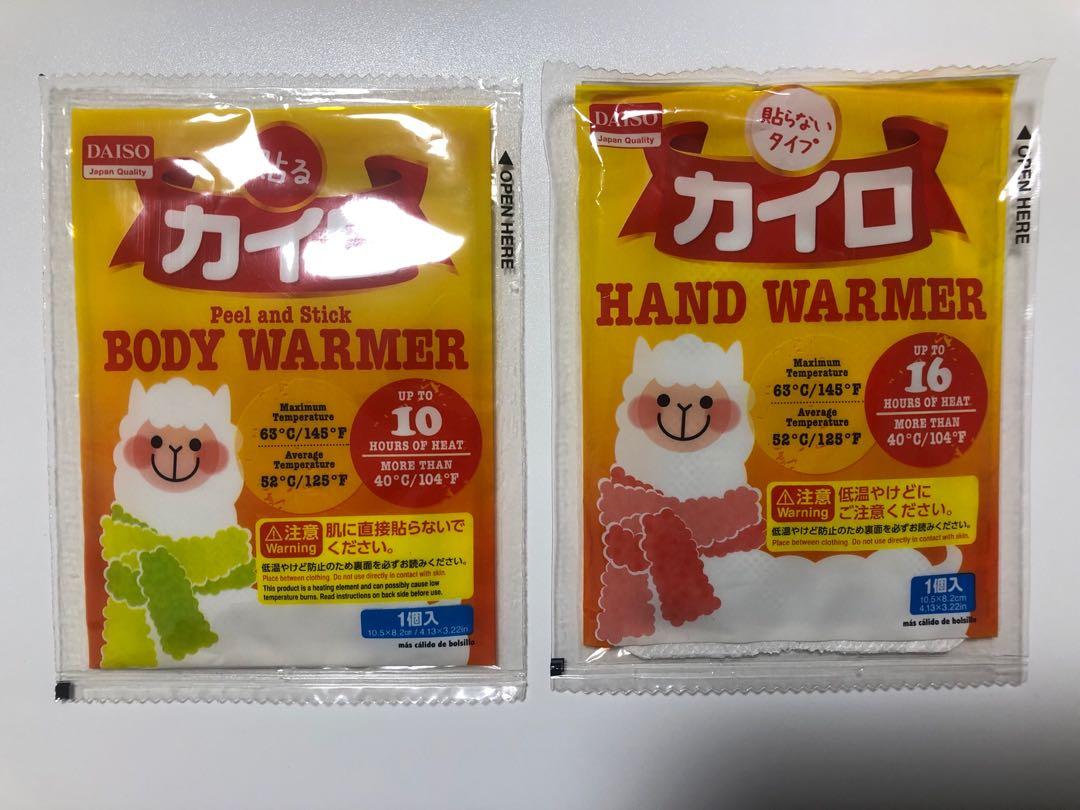 DAISO
Japan Quality
貼る
カイロ
◀OPEN HERE
Peel and Stick
BODY WARMER
Maximum
Temperature
63°C/145°F
Average
Temperature
52°C/125°F
UP TO
10
HOURS OF HEAT
MORE THAN
40°C/104°F
⚠注意
Warning
肌に直接貼らないで
ください。
低温やけど防止のため裏面を必ずお読みください。
Place between clothing. Do not use directly in contact with skin.
This product is a heating element and can possibly cause low
temperature burns. Read instructions on back side before use.
1個入
10.5×8.2㎝/4.13×3.22in
más cálido de bolsillo
DAISO
Japan Quality
貼らない
タイプ
カイロ
◀OPEN HERE
HAND WARMER
Maximum
Temperature
63°C/145°F
Average
Temperature
52°C/125°F
UP TO
16
HOURS OF HEAT
MORE THAN
40°C/104°F
⚠注意
Warning
低温やけどに
ご注意ください。
低温やけど防止のため裏面を必ずお読みください。
Place between clothing. Do not use directly in contact with skin.
1個入
10.5×8.2cm
4.13×3.22in
más cálido de bolsillo